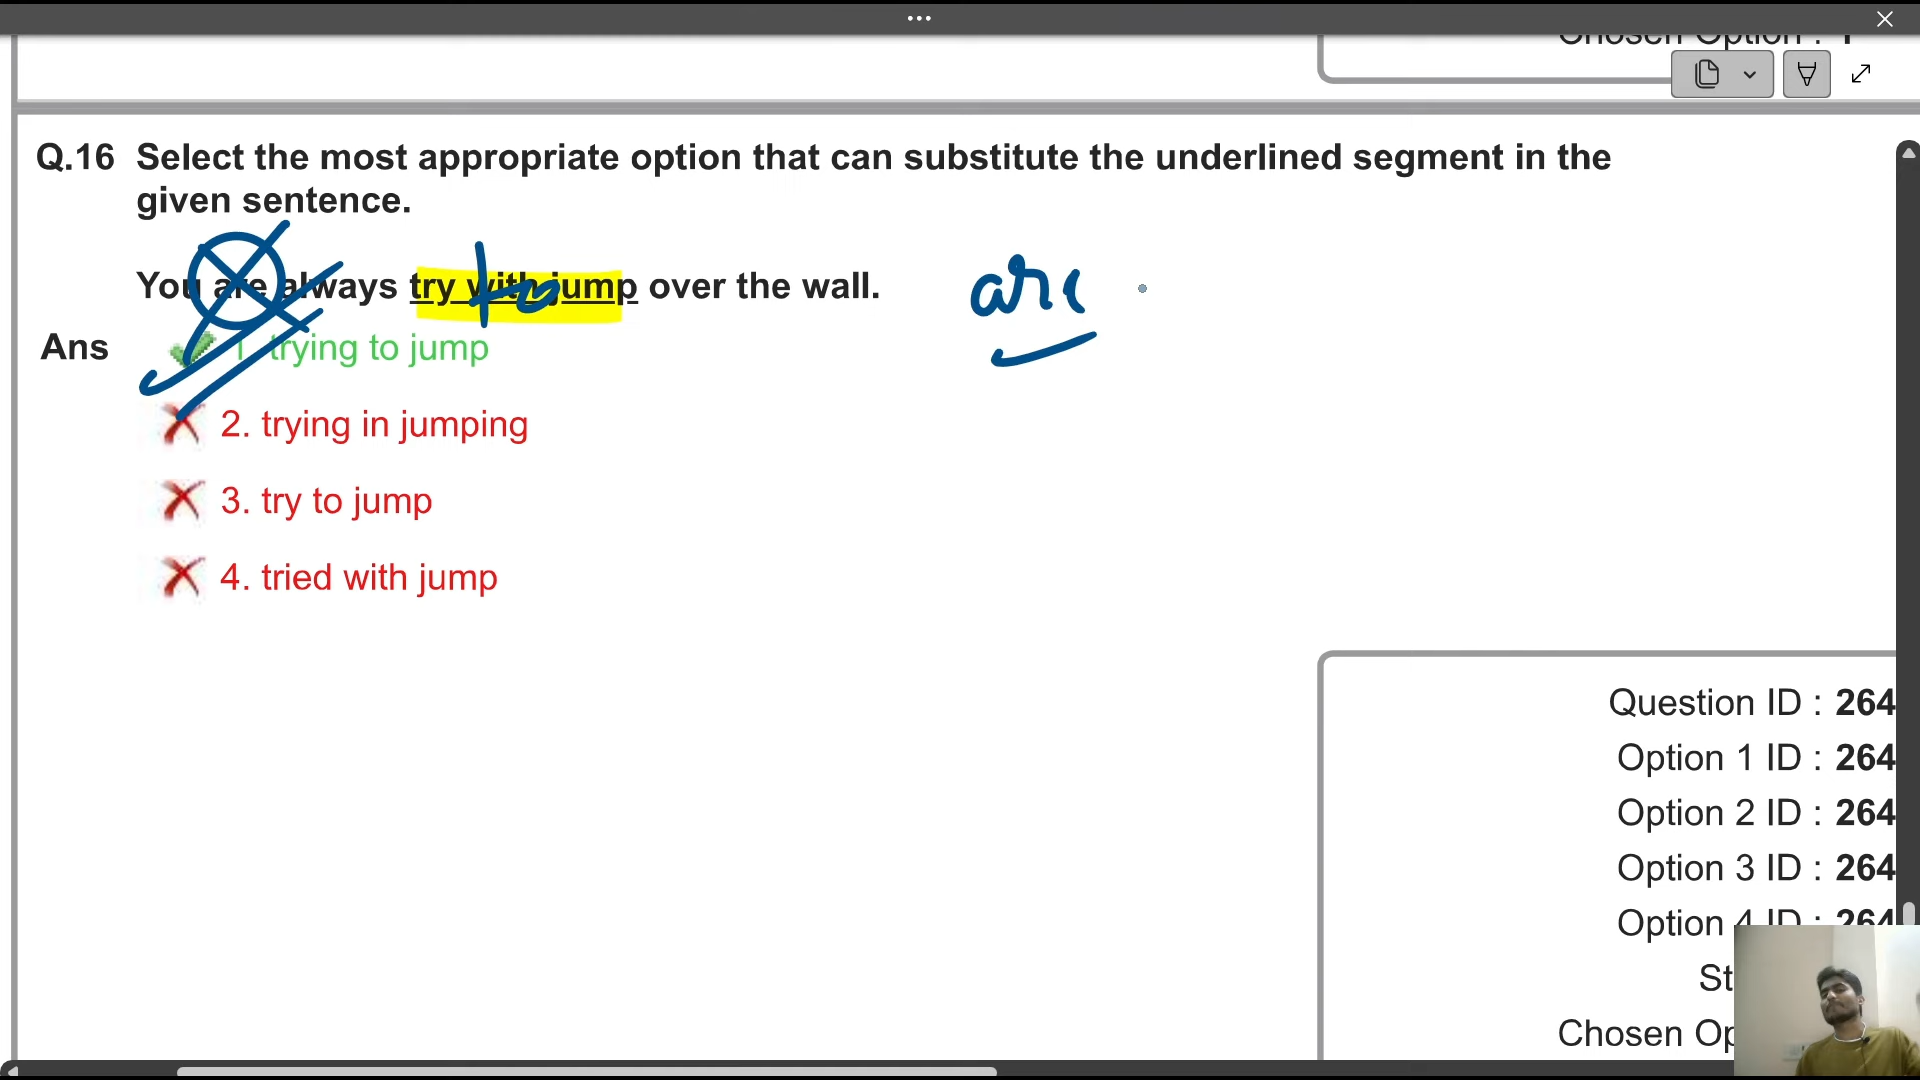 Chosen Option : 1
Q.16 Select the most appropriate option that can substitute the underlined segment in the
given sentence.
You are always try with jump over the wall.
to
are
Ans 1. trying to jump
2. trying in jumping
3. try to jump
4. tried with jump
Question ID : 264
Option 1 ID : 264
Option 2 ID : 264
Option 3 ID : 264
Option 4 ID : 264
St
Chosen Op